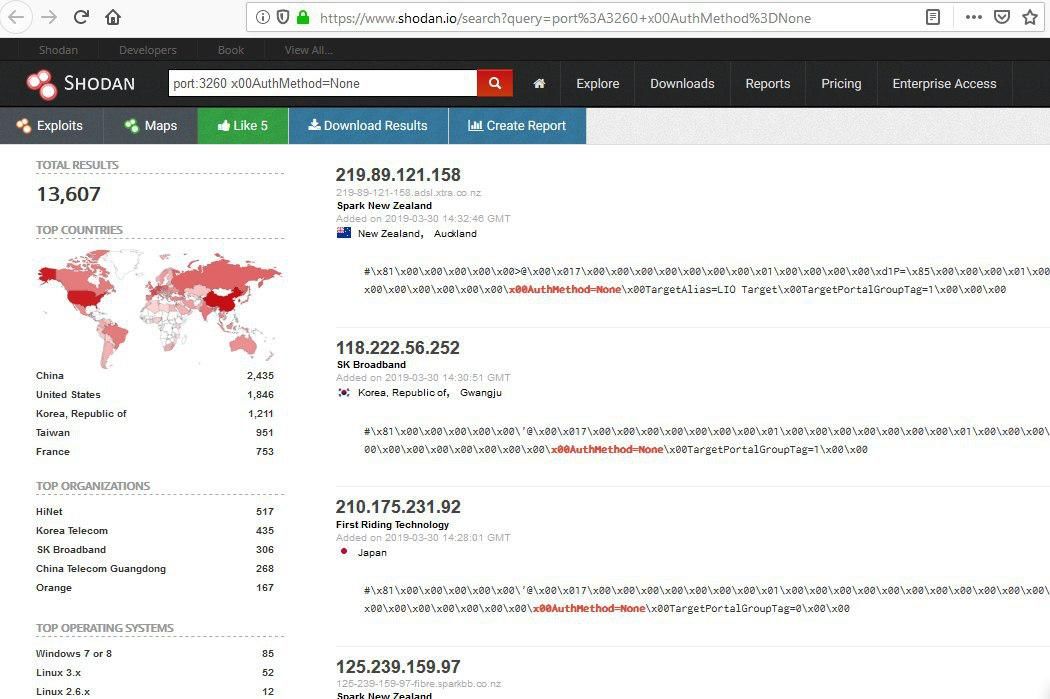 https://www.shodan.io/search?query=port%3A3260+x00AuthMethod%3DNone
Shodan Developers Book View All...
SHODAN port:3260 x00AuthMethod=None Explore Downloads Reports Pricing Enterprise Access
Exploits Maps Like 5 Download Results Create Report
TOTAL RESULTS
13,607
TOP COUNTRIES
China 2,435
United States 1,846
Korea, Republic of 1,211
Taiwan 951
France 753
TOP ORGANIZATIONS
HiNet 517
Korea Telecom 435
SK Broadband 306
China Telecom Guangdong 268
Orange 167
TOP OPERATING SYSTEMS
Windows 7 or 8 85
Linux 3.x 52
Linux 2.6.x 12
219.89.121.158
219-89-121-158.adsl.xtra.co.nz
Spark New Zealand
Added on 2019-03-30 14:32:46 GMT
New Zealand, Auckland
#\x81\x00\x00\x00\x00\x00>@\x00\x017\x00\x00\x00\x00\x00\x00\x00\x01\x00\x00\x00\x00\xd1P=\x85\x00\x00\x00\x01\x00
x00\x00\x00\x00\x00\x00\x00\x00AuthMethod=None\x00TargetAlias=LIO Target\x00TargetPortalGroupTag=1\x00\x00\x00
118.222.56.252
SK Broadband
Added on 2019-03-30 14:30:51 GMT
Korea, Republic of, Gwangju
#\x81\x00\x00\x00\x00\x00\'@\x00\x017\x00\x00\x00\x00\x00\x00\x00\x01\x00\x00\x00\x00\x00\x00\x00\x01\x00\x00\x00\
00\x00\x00\x00\x00\x00\x00\x00\x00\x00AuthMethod=None\x00TargetPortalGroupTag=1\x00\x00
210.175.231.92
First Riding Technology
Added on 2019-03-30 14:28:01 GMT
Japan
#\x81\x00\x00\x00\x00\x00\'@\x00\x017\x00\x00\x00\x00\x00\x00\x00\x01\x00\x00\x00\x00\x00\x00\x00\x00\x00\x00\x00\
x00\x00\x00\x00\x00\x00\x00\x00\x00AuthMethod=None\x00TargetPortalGroupTag=0\x00\x00
125.239.159.97
125-239-159-97-fibre.sparkbb.co.nz
Spark New Zealand